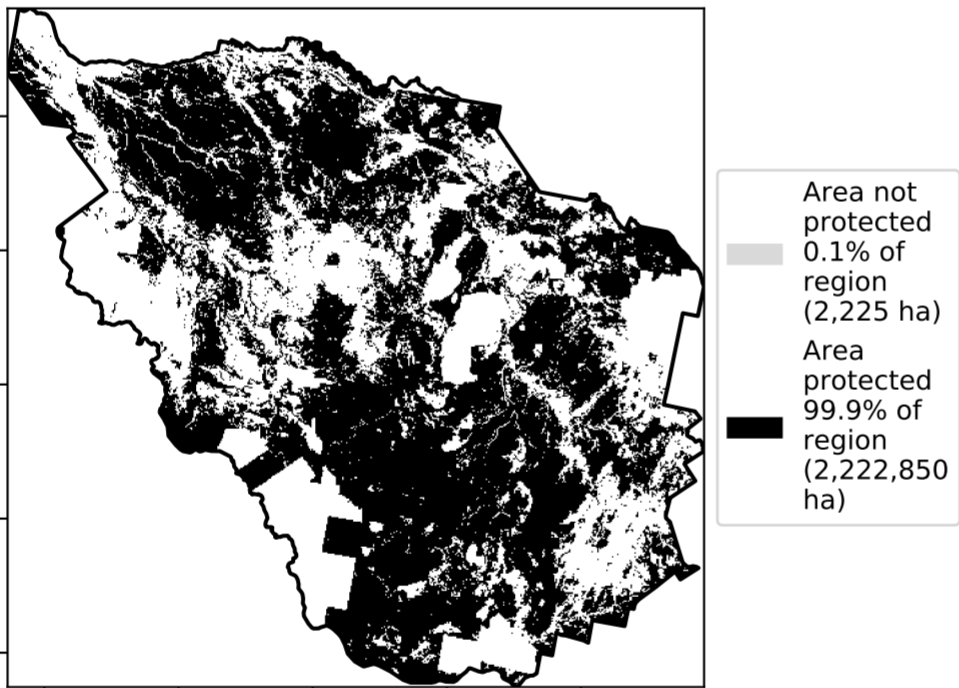 Area not
protected
0.1% of
region
(2,225 ha)
Area
protected
99.9% of
region
(2,222,850
ha)